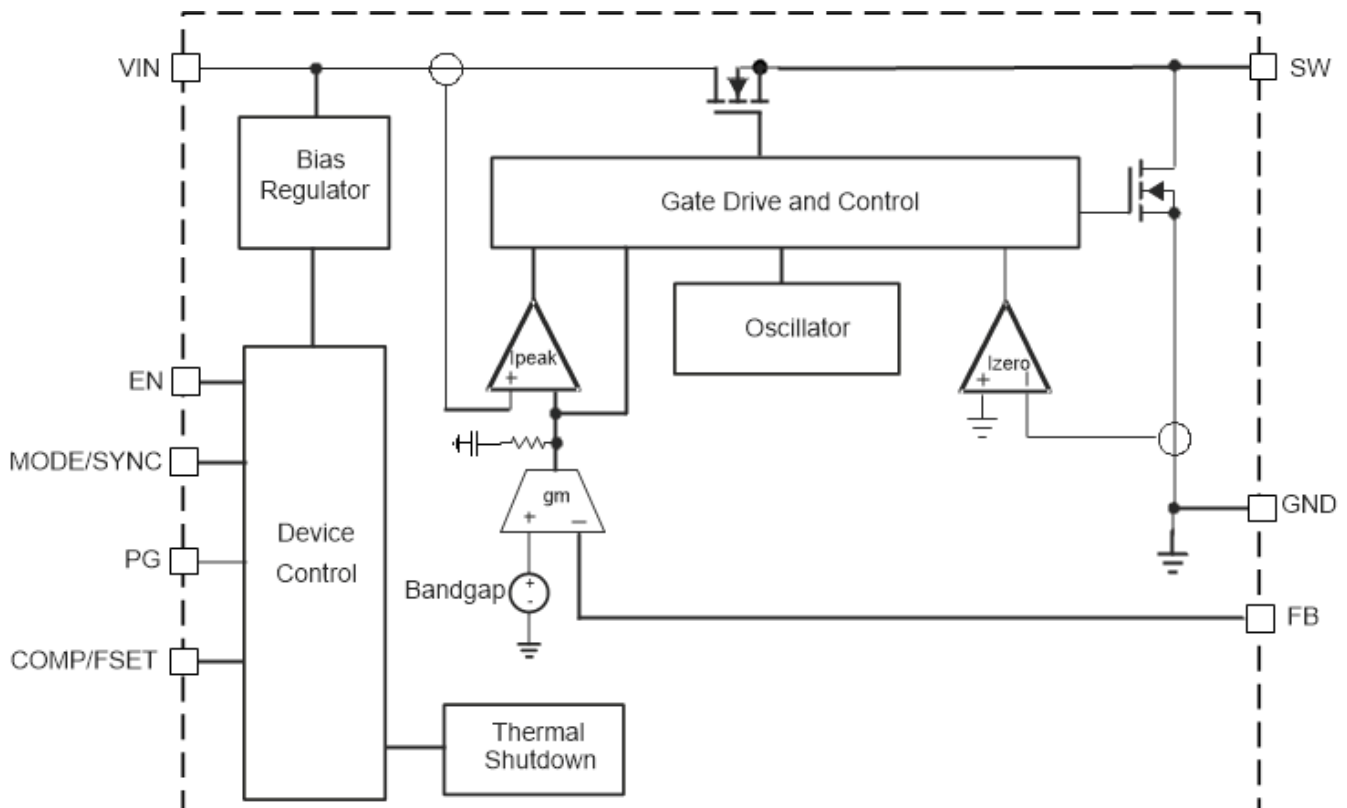 VIN
SW
Bias
Regulator
Gate Drive and Control
Oscillator
Ipeak
+
Izero
+
EN
MODE/SYNC
gm
+ −
GND
Device
Control
PG
Bandgap
+
-
FB
COMP/FSET
Thermal
Shutdown